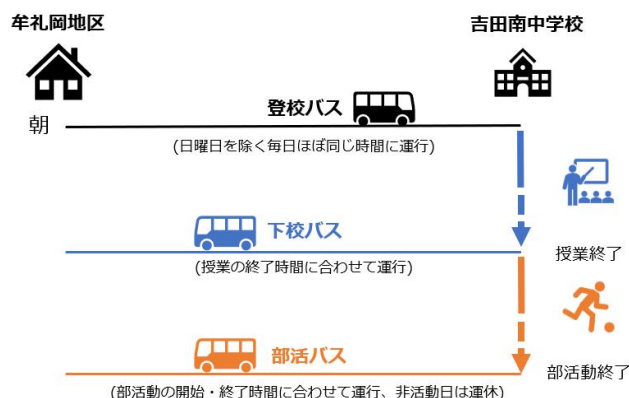 牟礼岡地区
吉田南中学校
登校バス
朝
(日曜日を除く毎日ほぼ同じ時間に運行)
下校バス
授業終了
(授業の終了時間に合わせて運行)
部活バス
部活動終了
(部活動の開始・終了時間に合わせて運行、非活動日は運休)